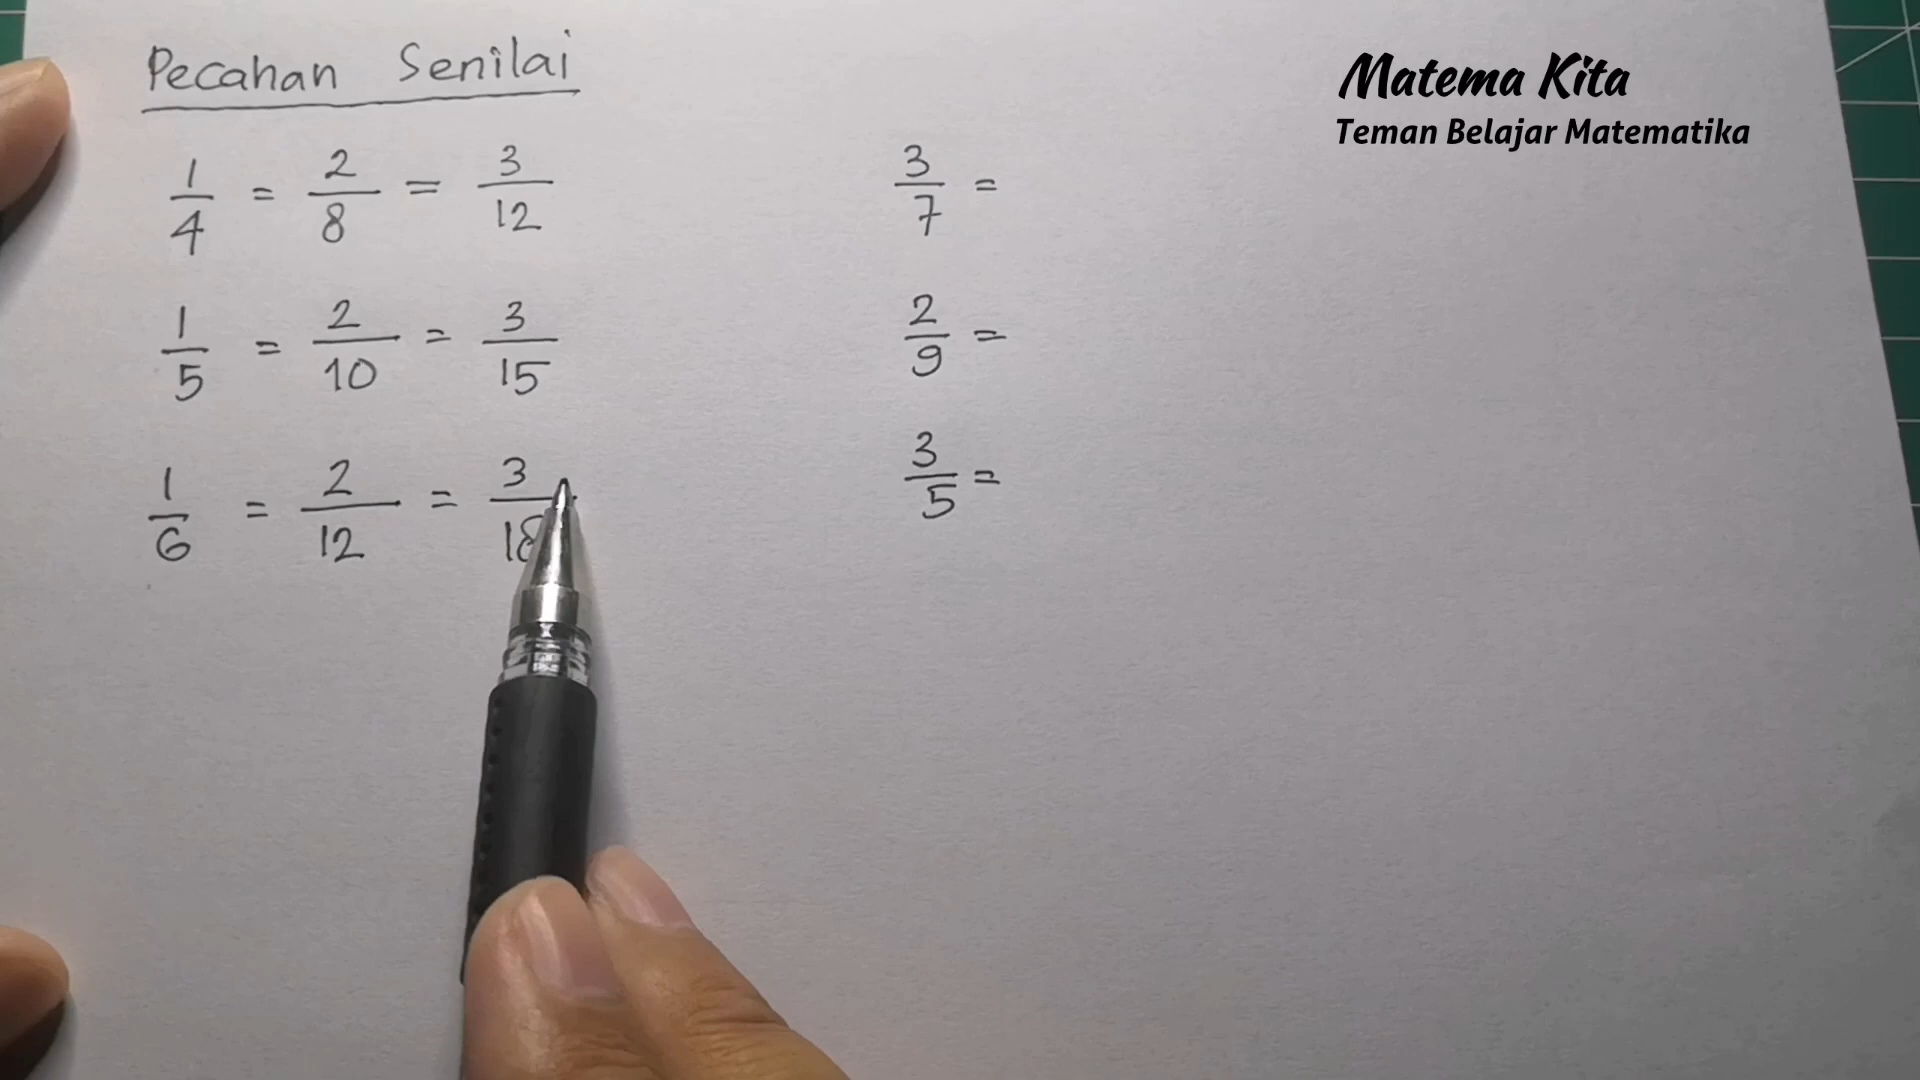 Pecahan Senilai
Matema Kita
Teman Belajar Matematika
1/4 = 2/8 = 3/12
1/5 = 2/10 = 3/15
1/6 = 2/12 = 3/18
3/7 =
2/9 =
3/5 =